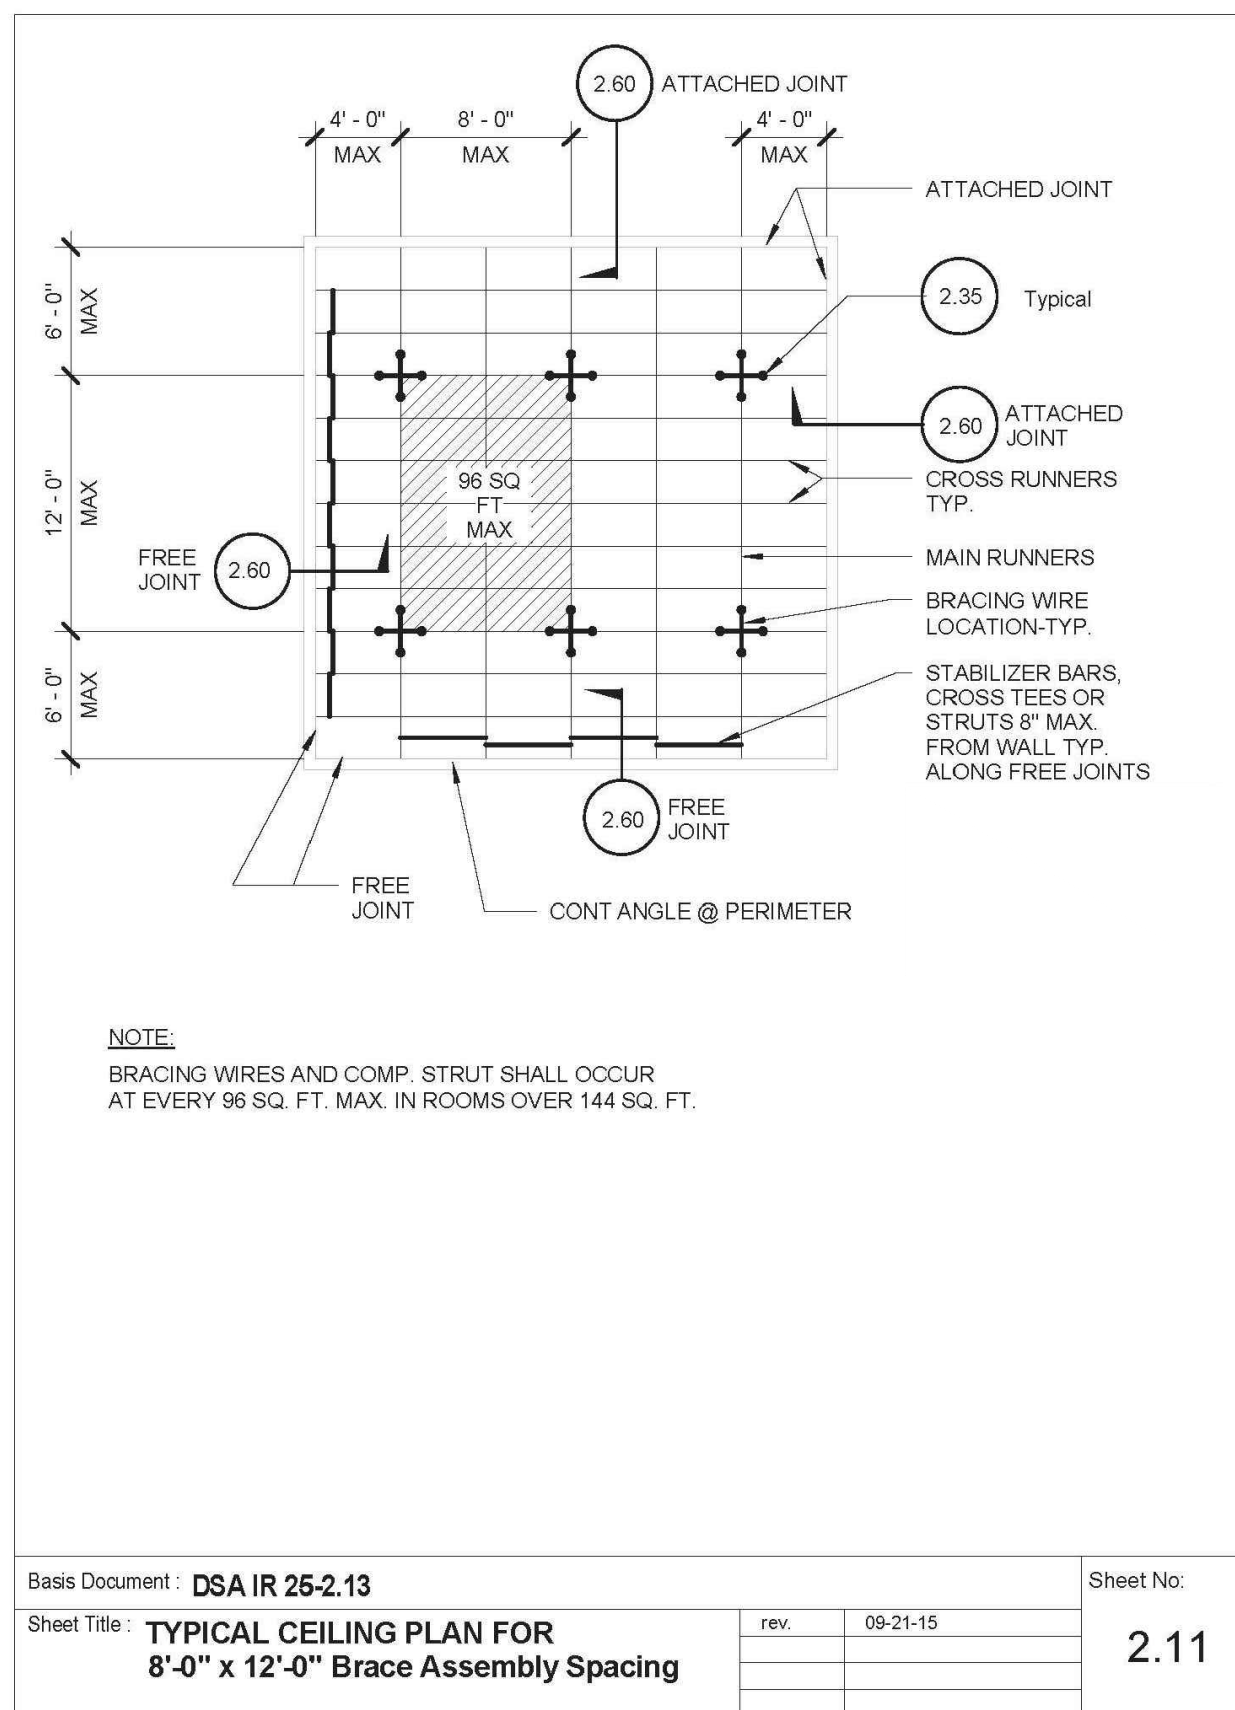 2.60 ATTACHED JOINT
4' - 0"
MAX
8' - 0"
MAX
4' - 0"
MAX
ATTACHED JOINT
6' - 0"
MAX
2.35 Typical
2.60 ATTACHED
JOINT
96 SQ
FT
MAX
CROSS RUNNERS
TYP.
12' - 0"
MAX
FREE
JOINT 2.60
MAIN RUNNERS
BRACING WIRE
LOCATION-TYP.
6' - 0"
MAX
STABILIZER BARS,
CROSS TEES OR
STRUTS 8" MAX.
FROM WALL TYP.
ALONG FREE JOINTS
2.60 FREE
JOINT
FREE
JOINT
CONT ANGLE @ PERIMETER
NOTE:
BRACING WIRES AND COMP. STRUT SHALL OCCUR
AT EVERY 96 SQ. FT. MAX. IN ROOMS OVER 144 SQ. FT.
Basis Document : DSA IR 25-2.13
Sheet No:
Sheet Title : TYPICAL CEILING PLAN FOR
8'-0" x 12'-0" Brace Assembly Spacing
rev. 09-21-15
2.11